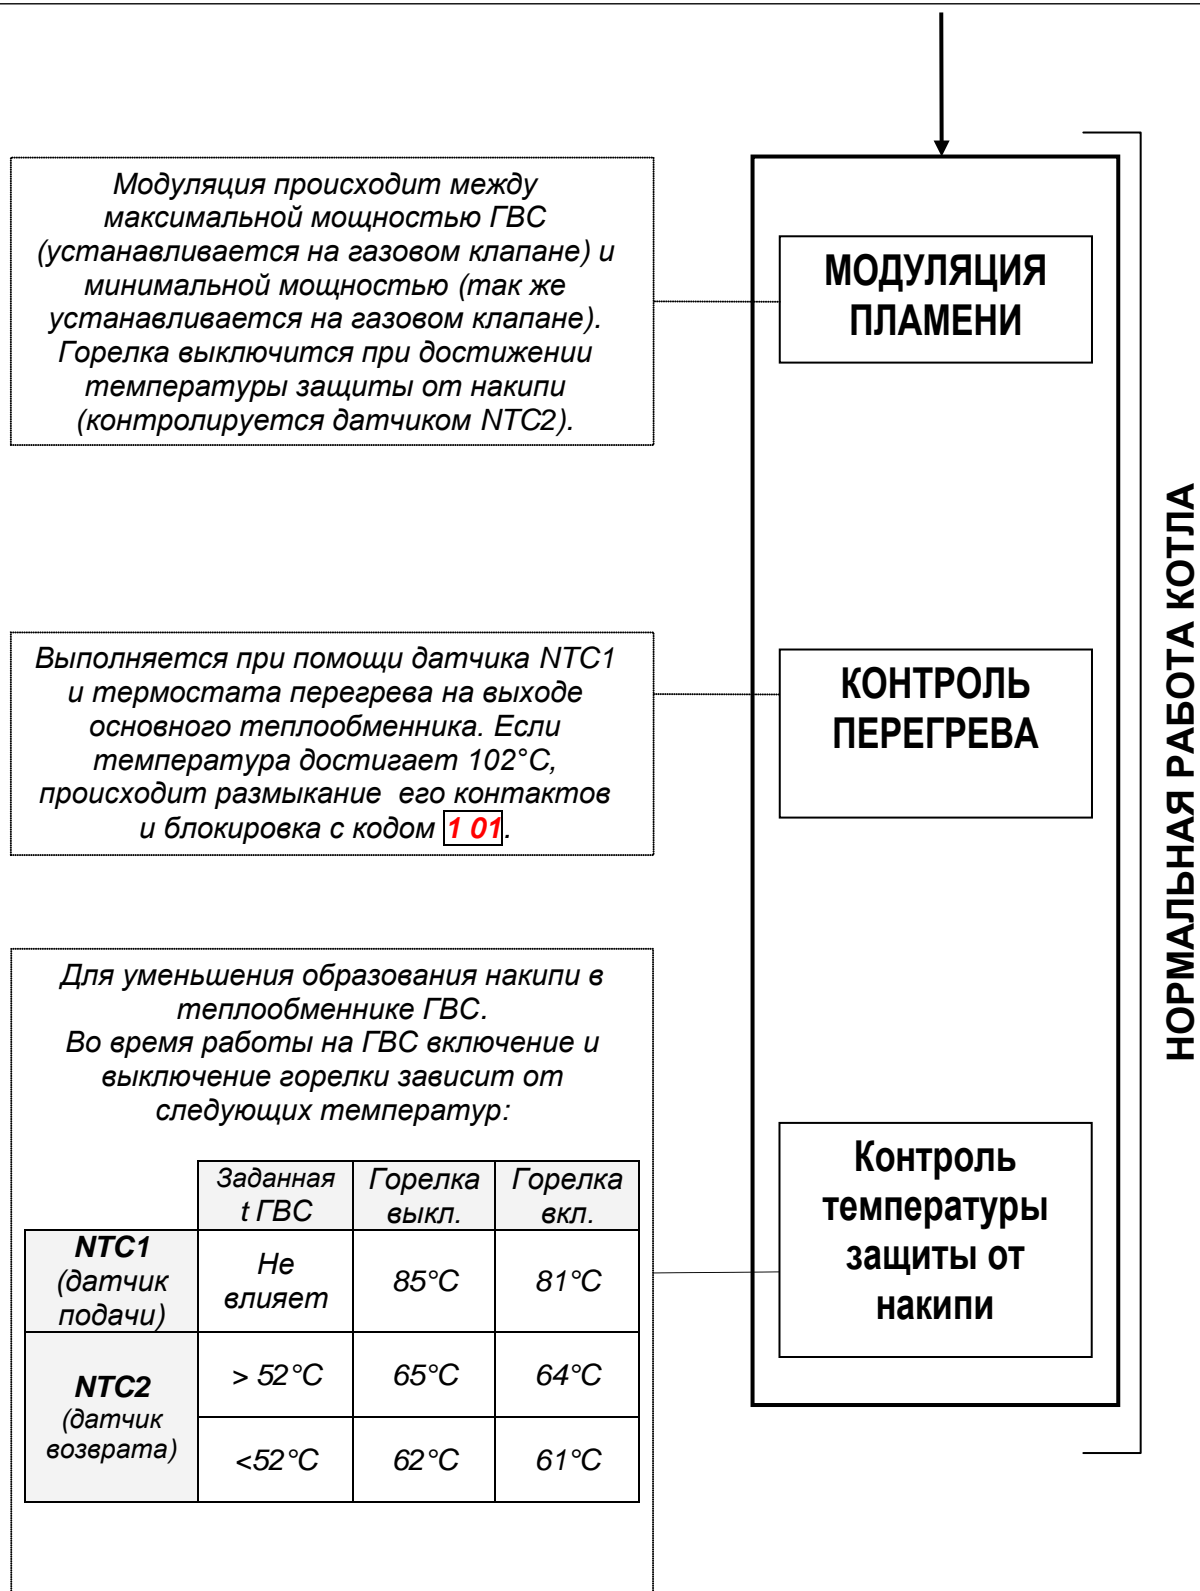 Модуляция происходит между
максимальной мощностью ГВС
(устанавливается на газовом клапане) и
минимальной мощностью (так же
устанавливается на газовом клапане).
Горелка выключится при достижении
температуры защиты от накипи
(контролируется датчиком NTC2).
МОДУЛЯЦИЯ
ПЛАМЕНИ
Выполняется при помощи датчика NTC1
и термостата перегрева на выходе
основного теплообменника. Если
температура достигает 102°С,
происходит размыкание его контактов
и блокировка с кодом 1 01.
КОНТРОЛЬ
ПЕРЕГРЕВА
Для уменьшения образования накипи в
теплообменнике ГВС.
Во время работы на ГВС включение и
выключение горелки зависит от
следующих температур:
Заданная
t ГВС
Горелка
выкл.
Горелка
вкл.
NTC1
(датчик
подачи)
Не
влияет
85°С
81°С
NTC2
(датчик
возврата)
> 52°С
65°С
64°С
<52°С
62°С
61°С
Контроль
температуры
защиты от
накипи
НОРМАЛЬНАЯ РАБОТА КОТЛА